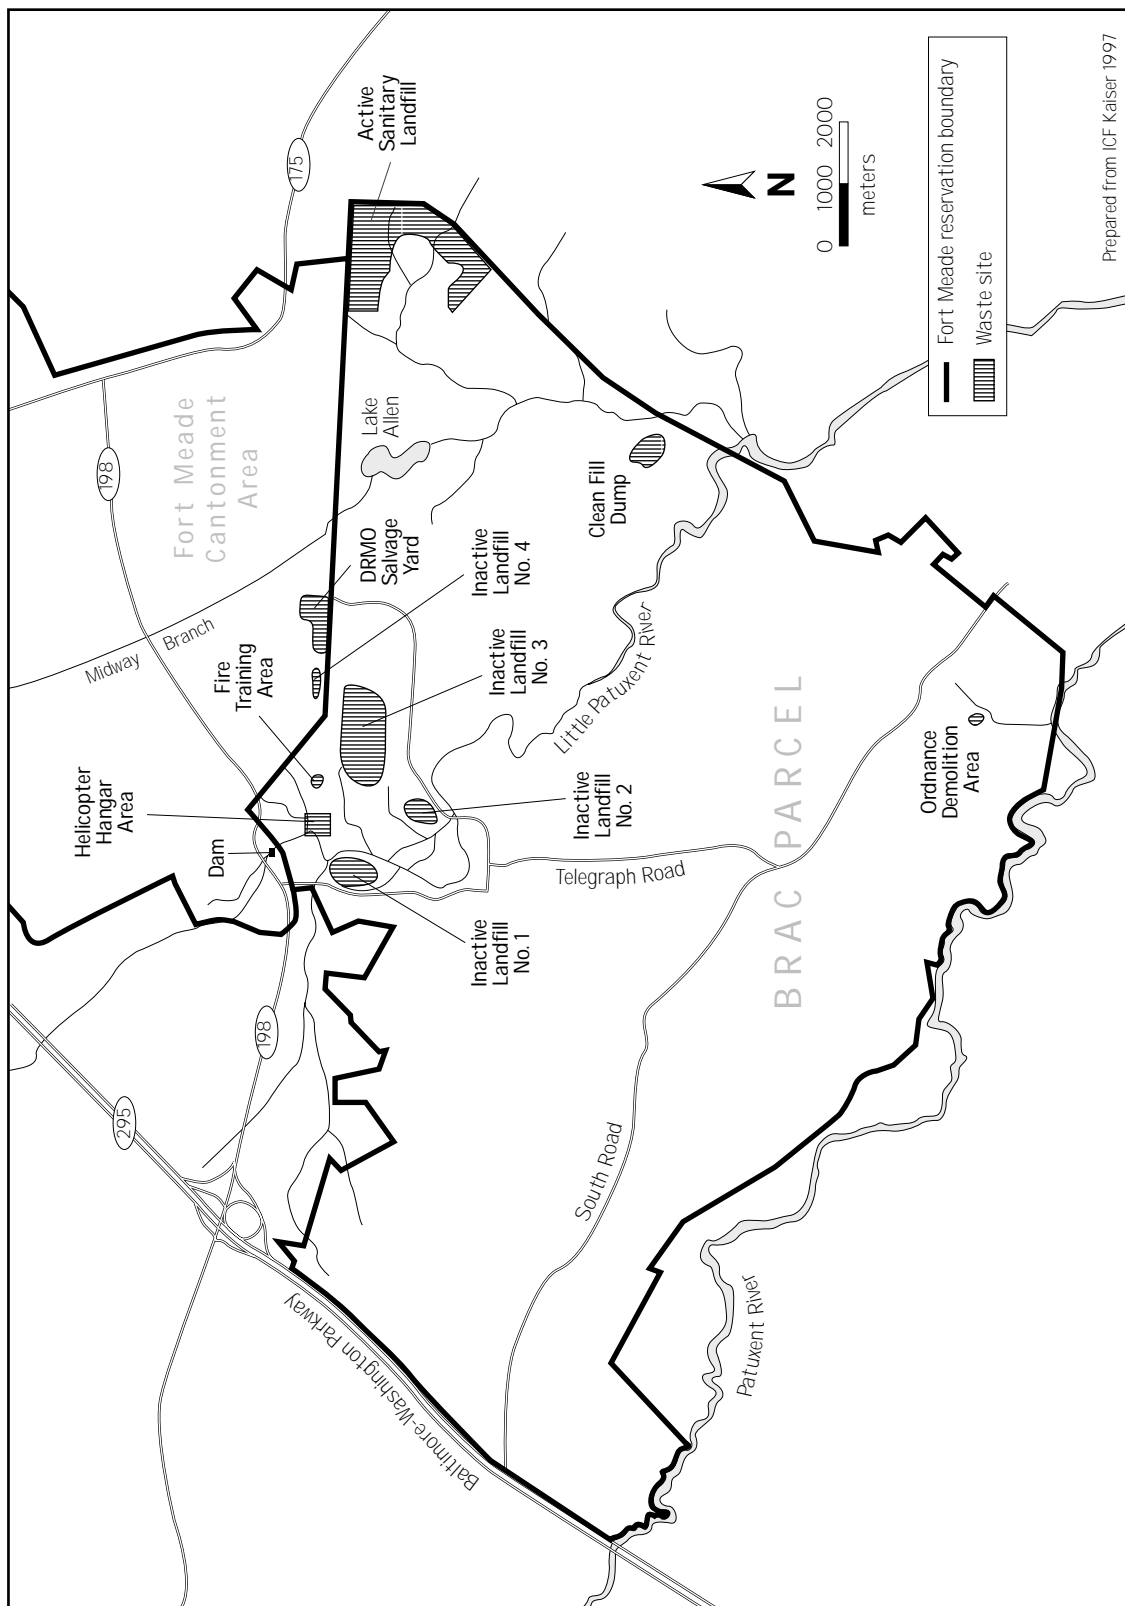 175
Active
Sanitary
Landfill
198
Fort Meade
Cantonment
Area
Lake
Allen
Midway Branch
DRMO
Salvage
Yard
Inactive
Landfill
No. 4
Fire
Training
Area
Inactive
Landfill
No. 3
Clean Fill
Dump
Little Patuxent River
Helicopter
Hangar
Area
Dam
Inactive
Landfill
No. 2
Telegraph Road
Inactive
Landfill
No. 1
BRAC PARCEL
Ordnance
Demolition
Area
198
295
South Road
Baltimore-Washington Parkway
Patuxent River
N
0 1000 2000
meters
Fort Meade reservation boundary
Waste site
Prepared from ICF Kaiser 1997